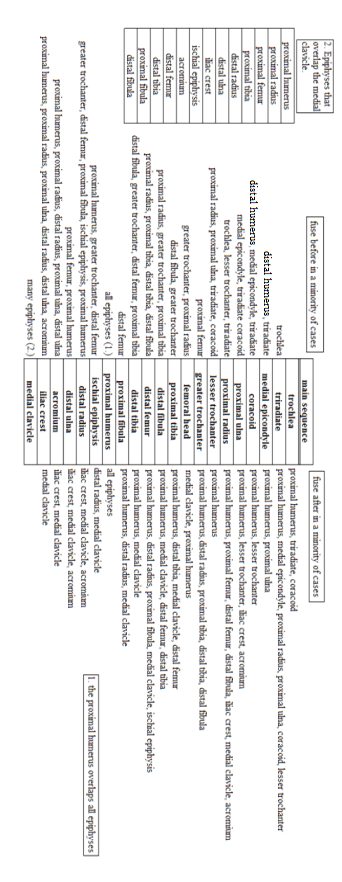 2. Epiphyses that
overlap the medial
clavicle.
proximal humerus
proximal radius
proximal femur
proximal tibia
distal radius
distal ulna
iliac crest
ischial epiphysis
acromium
distal femur
distal tibia
proximal fibula
distal fibula
fuse before in a minority of cases
main sequence
fuse after in a minority of cases
trochlea
proximal humerus, triradiate, coracoid
trochlea
triradiate
proximal humerus, medial epicondyle, proximal radius, proximal ulna, coracoid, lesser trochanter
distal humerus, triradiate
medial epicondyle
proximal humerus, proximal ulna
distal humerus medial epicondyle, triradiate
coracoid
proximal humerus, lesser trochanter
medial epicondyle, triradiate, coracoid
proximal ulna
proximal humerus, lesser trochanter, iliac crest, acromium
trochlea, lesser trochanter, triradiate
proximal radius
proximal humerus, proximal femur, distal femur, distal fibula, iliac crest, medial clavicle, acromium
proximal radius, proximal ulna, triradiate, coracoid
lesser trochanter
proximal humerus
proximal femur
greater trochanter
proximal humerus, distal radius, proximal tibia, distal tibia, distal fibula
greater trochanter, proximal radius
femoral head
medial clavicle, proximal humerus
distal fibula, greater trochanter
proximal tibia
proximal humerus, distal tibia, medial clavicle, distal femur
proximal radius, greater trochanter, proximal tibia
distal fibula
proximal humerus, medial clavicle, distal femur, distal tibia
proximal radius, proximal tibia, distal tibia, distal fibula
distal femur
proximal humerus, distal radius, proximal fibula, medial clavicle, ischial epiphysis
distal fibula, greater trochanter, distal femur, proximal tibia
distal tibia
proximal humerus, medial clavicle
distal femur
proximal fibula
proximal humerus, distal radius, medial clavicle
all epiphyses (1.)
proximal humerus
all epiphyses
proximal humerus, greater trochanter, distal femur
ischial epiphysis
distal radius, medial clavicle
greater trochanter, distal femur, proximal fibula, ischial epiphysis, proximal humerus
distal radius
iliac crest, medial clavicle, acromium
proximal femur, proximal humerus
distal ulna
iliac crest, medial clavicle, acromium
proximal humerus, proximal radius, distal radius, proximal ulna, distal ulna
acromium
iliac crest, medial clavicle
proximal humerus, proximal radius, proximal ulna, distal radius, distal ulna, acromium
iliac crest
medial clavicle
many epiphyses (2.)
medial clavicle
1. the proximal humerus overlaps all epiphyses